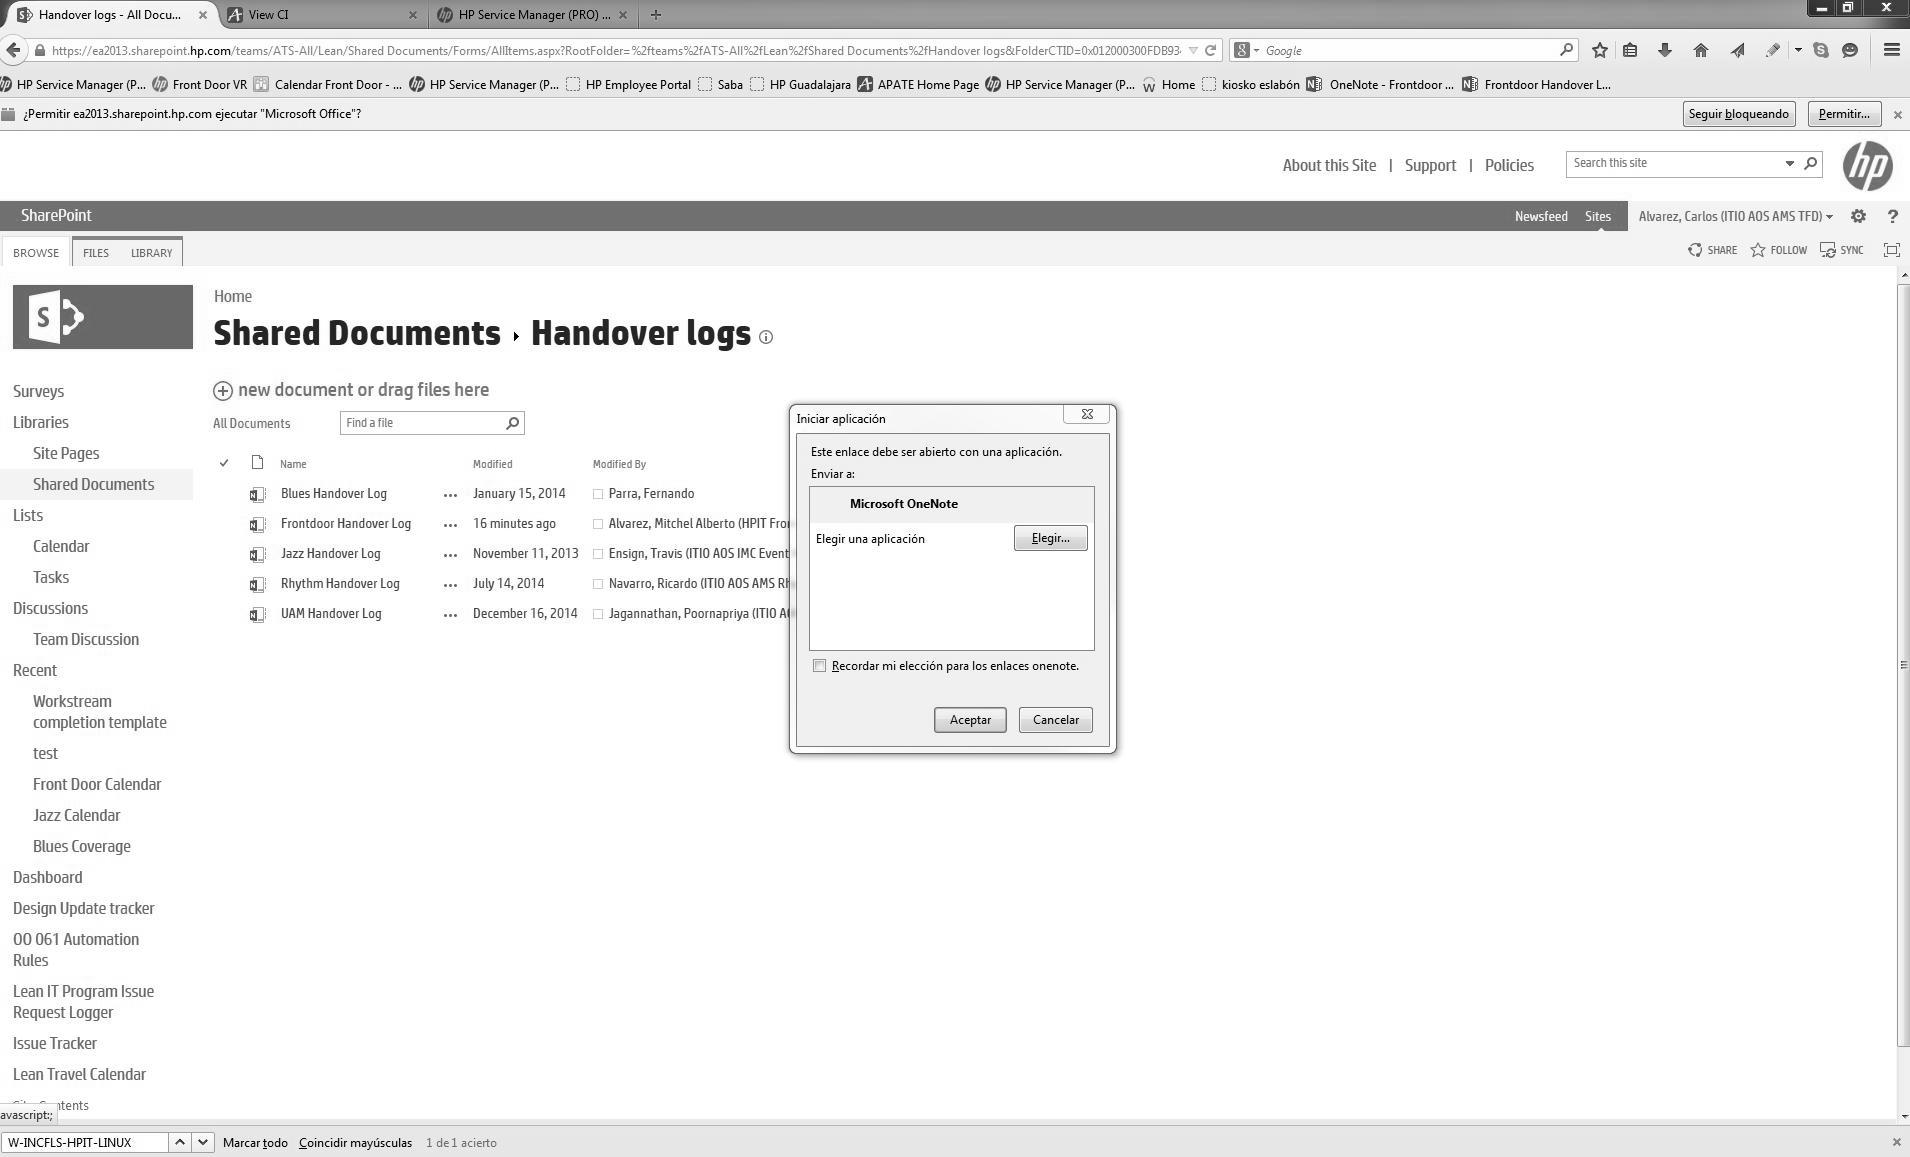 Handover logs - All Docu...
View CI
HP Service Manager (PRO) ...
https://ea2013.sharepoint.hp.com/teams/ATS-All/Lean/Shared Documents/Forms/AllItems.aspx?RootFolder=%2fteams%2fATS-All%2fLean%2fShared Documents%2fHandover logs&FolderCTID=0x012000300FDB93
Google
HP Service Manager (P...
Front Door VR
Calendar Front Door - ...
HP Service Manager (P...
HP Employee Portal
Saba
HP Guadalajara
APATE Home Page
HP Service Manager (P...
Home
kiosko eslabón
OneNote - Frontdoor ...
Frontdoor Handover L...
¿Permitir ea2013.sharepoint.hp.com ejecutar "Microsoft Office"?
Seguir bloqueando
Permitir...
About this Site | Support | Policies
Search this site
hp
SharePoint
Newsfeed
Sites
Alvarez, Carlos (ITIO AOS AMS TFD)
BROWSE
FILES
LIBRARY
SHARE
FOLLOW
SYNC
Home
Shared Documents ▸ Handover logs
new document or drag files here
All Documents
Find a file
Name Modified Modified By
Blues Handover Log ... January 15, 2014 Parra, Fernando
Frontdoor Handover Log ... 16 minutes ago Alvarez, Mitchel Alberto (HPIT Fro
Jazz Handover Log ... November 11, 2013 Ensign, Travis (ITIO AOS IMC Event
Rhythm Handover Log ... July 14, 2014 Navarro, Ricardo (ITIO AOS AMS Rh
UAM Handover Log ... December 16, 2014 Jagannathan, Poornapriya (ITIO A
Surveys
Libraries
Site Pages
Shared Documents
Lists
Calendar
Tasks
Discussions
Team Discussion
Recent
Workstream
completion template
test
Front Door Calendar
Jazz Calendar
Blues Coverage
Dashboard
Design Update tracker
OO 061 Automation
Rules
Lean IT Program Issue
Request Logger
Issue Tracker
Lean Travel Calendar
Iniciar aplicación
Este enlace debe ser abierto con una aplicación.
Enviar a:
Microsoft OneNote
Elegir una aplicación
Elegir...
Recordar mi elección para los enlaces onenote.
Aceptar
Cancelar
avascript:;
W-INCFLS-HPIT-LINUX
Marcar todo
Coincidir mayúsculas
1 de 1 acierto